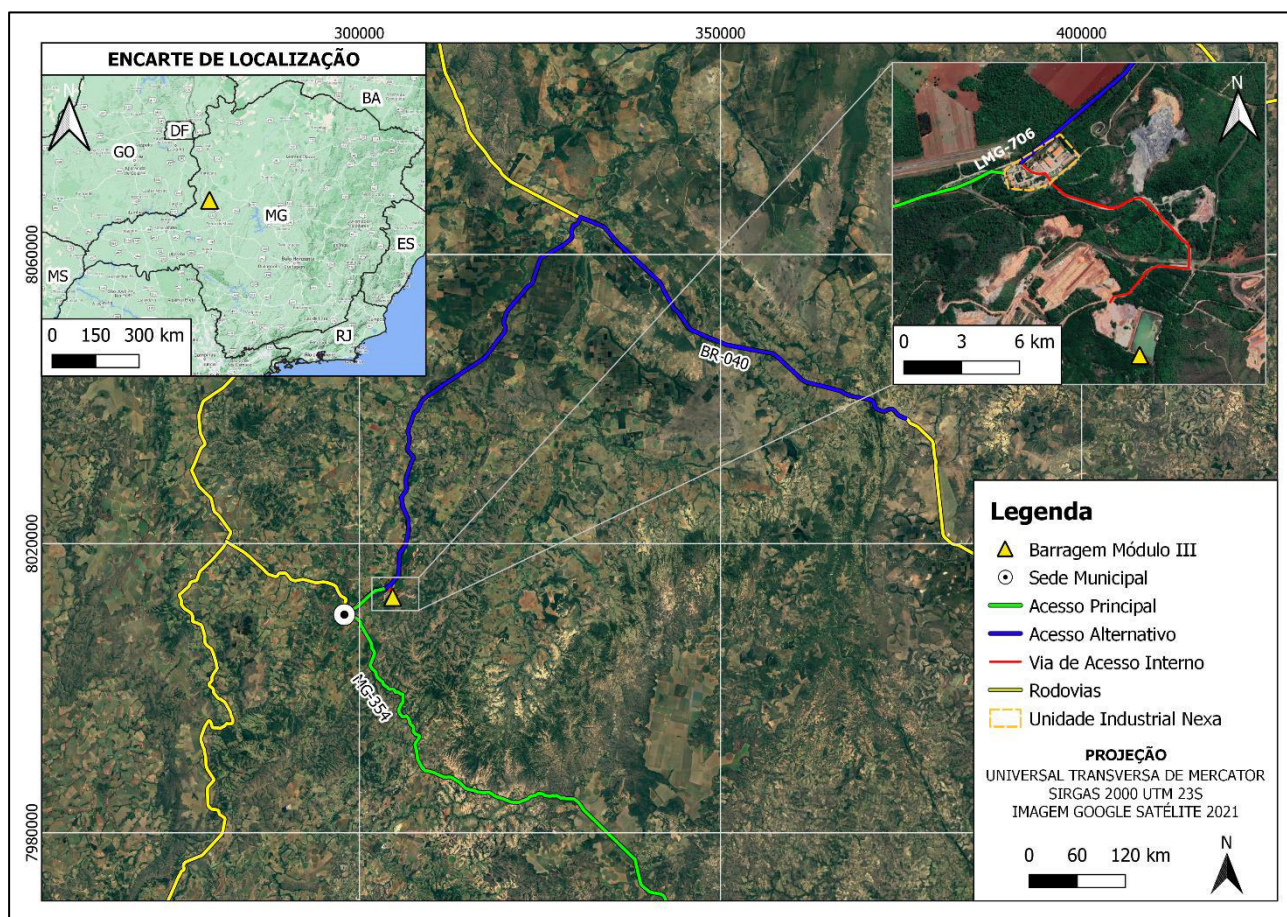 300000
350000
400000
ENCARTE DE LOCALIZAÇÃO
N
BA
DF
GO
MG
ES
MS
RJ
0 150 300 km
LMG-706
N
0 3 6 km
8060000
8020000
7980000
BR-040
MG-354
Legenda
Barragem Módulo III
Sede Municipal
Acesso Principal
Acesso Alternativo
Via de Acesso Interno
Rodovias
Unidade Industrial Nexa
PROJEÇÃO
UNIVERSAL TRANSVERSA DE MERCATOR
SIRGAS 2000 UTM 23S
IMAGEM GOOGLE SATÉLITE 2021
0 60 120 km
N